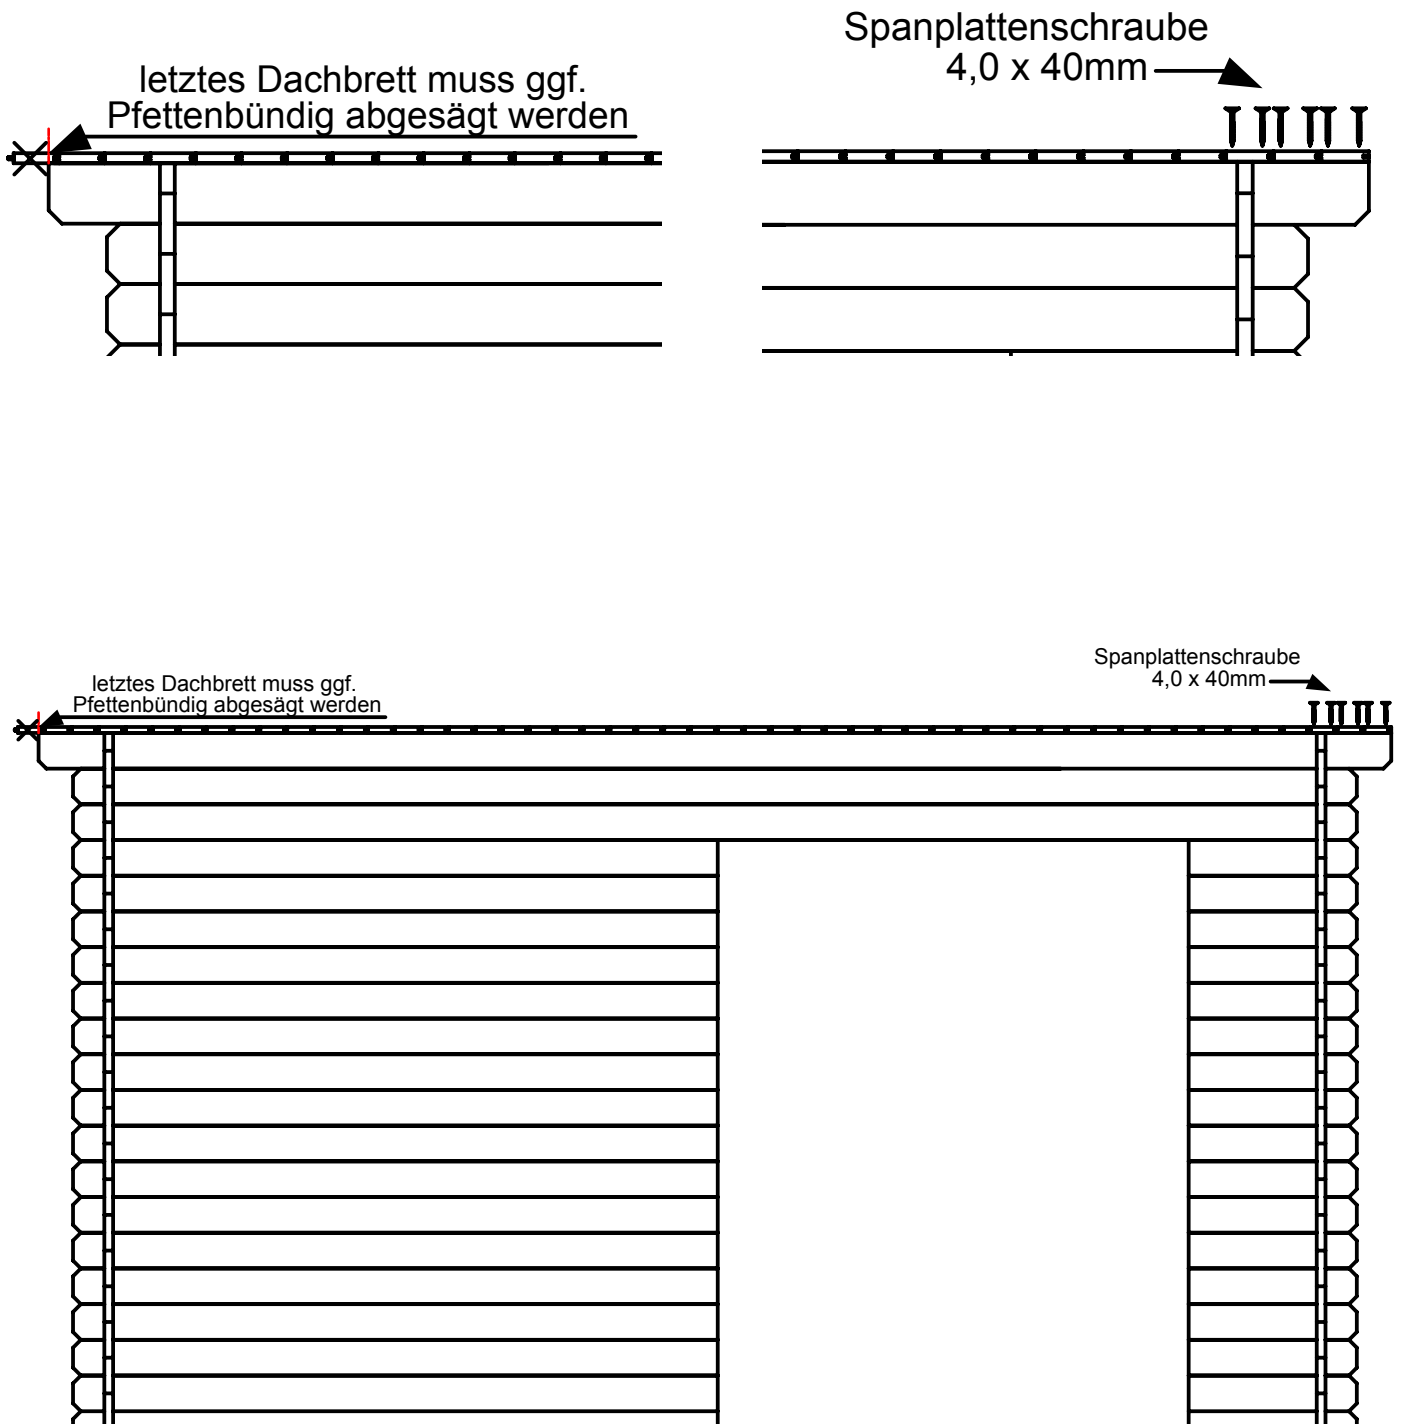 Spanplattenschraube
4,0 x 40mm
letztes Dachbrett muss ggf.
Pfettenbündig abgesägt werden
Spanplattenschraube
4,0 x 40mm
letztes Dachbrett muss ggf.
Pfettenbündig abgesägt werden